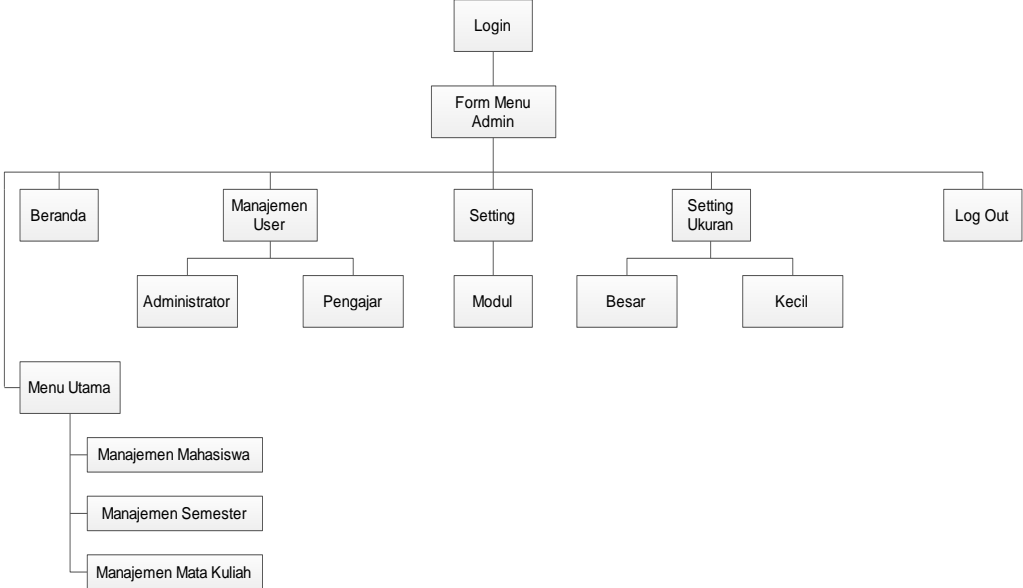 Login
Form Menu
Admin
Beranda
Manajemen
User
Setting
Setting
Ukuran
Log Out
Administrator
Pengajar
Modul
Besar
Kecil
Menu Utama
Manajemen Mahasiswa
Manajemen Semester
Manajemen Mata Kuliah